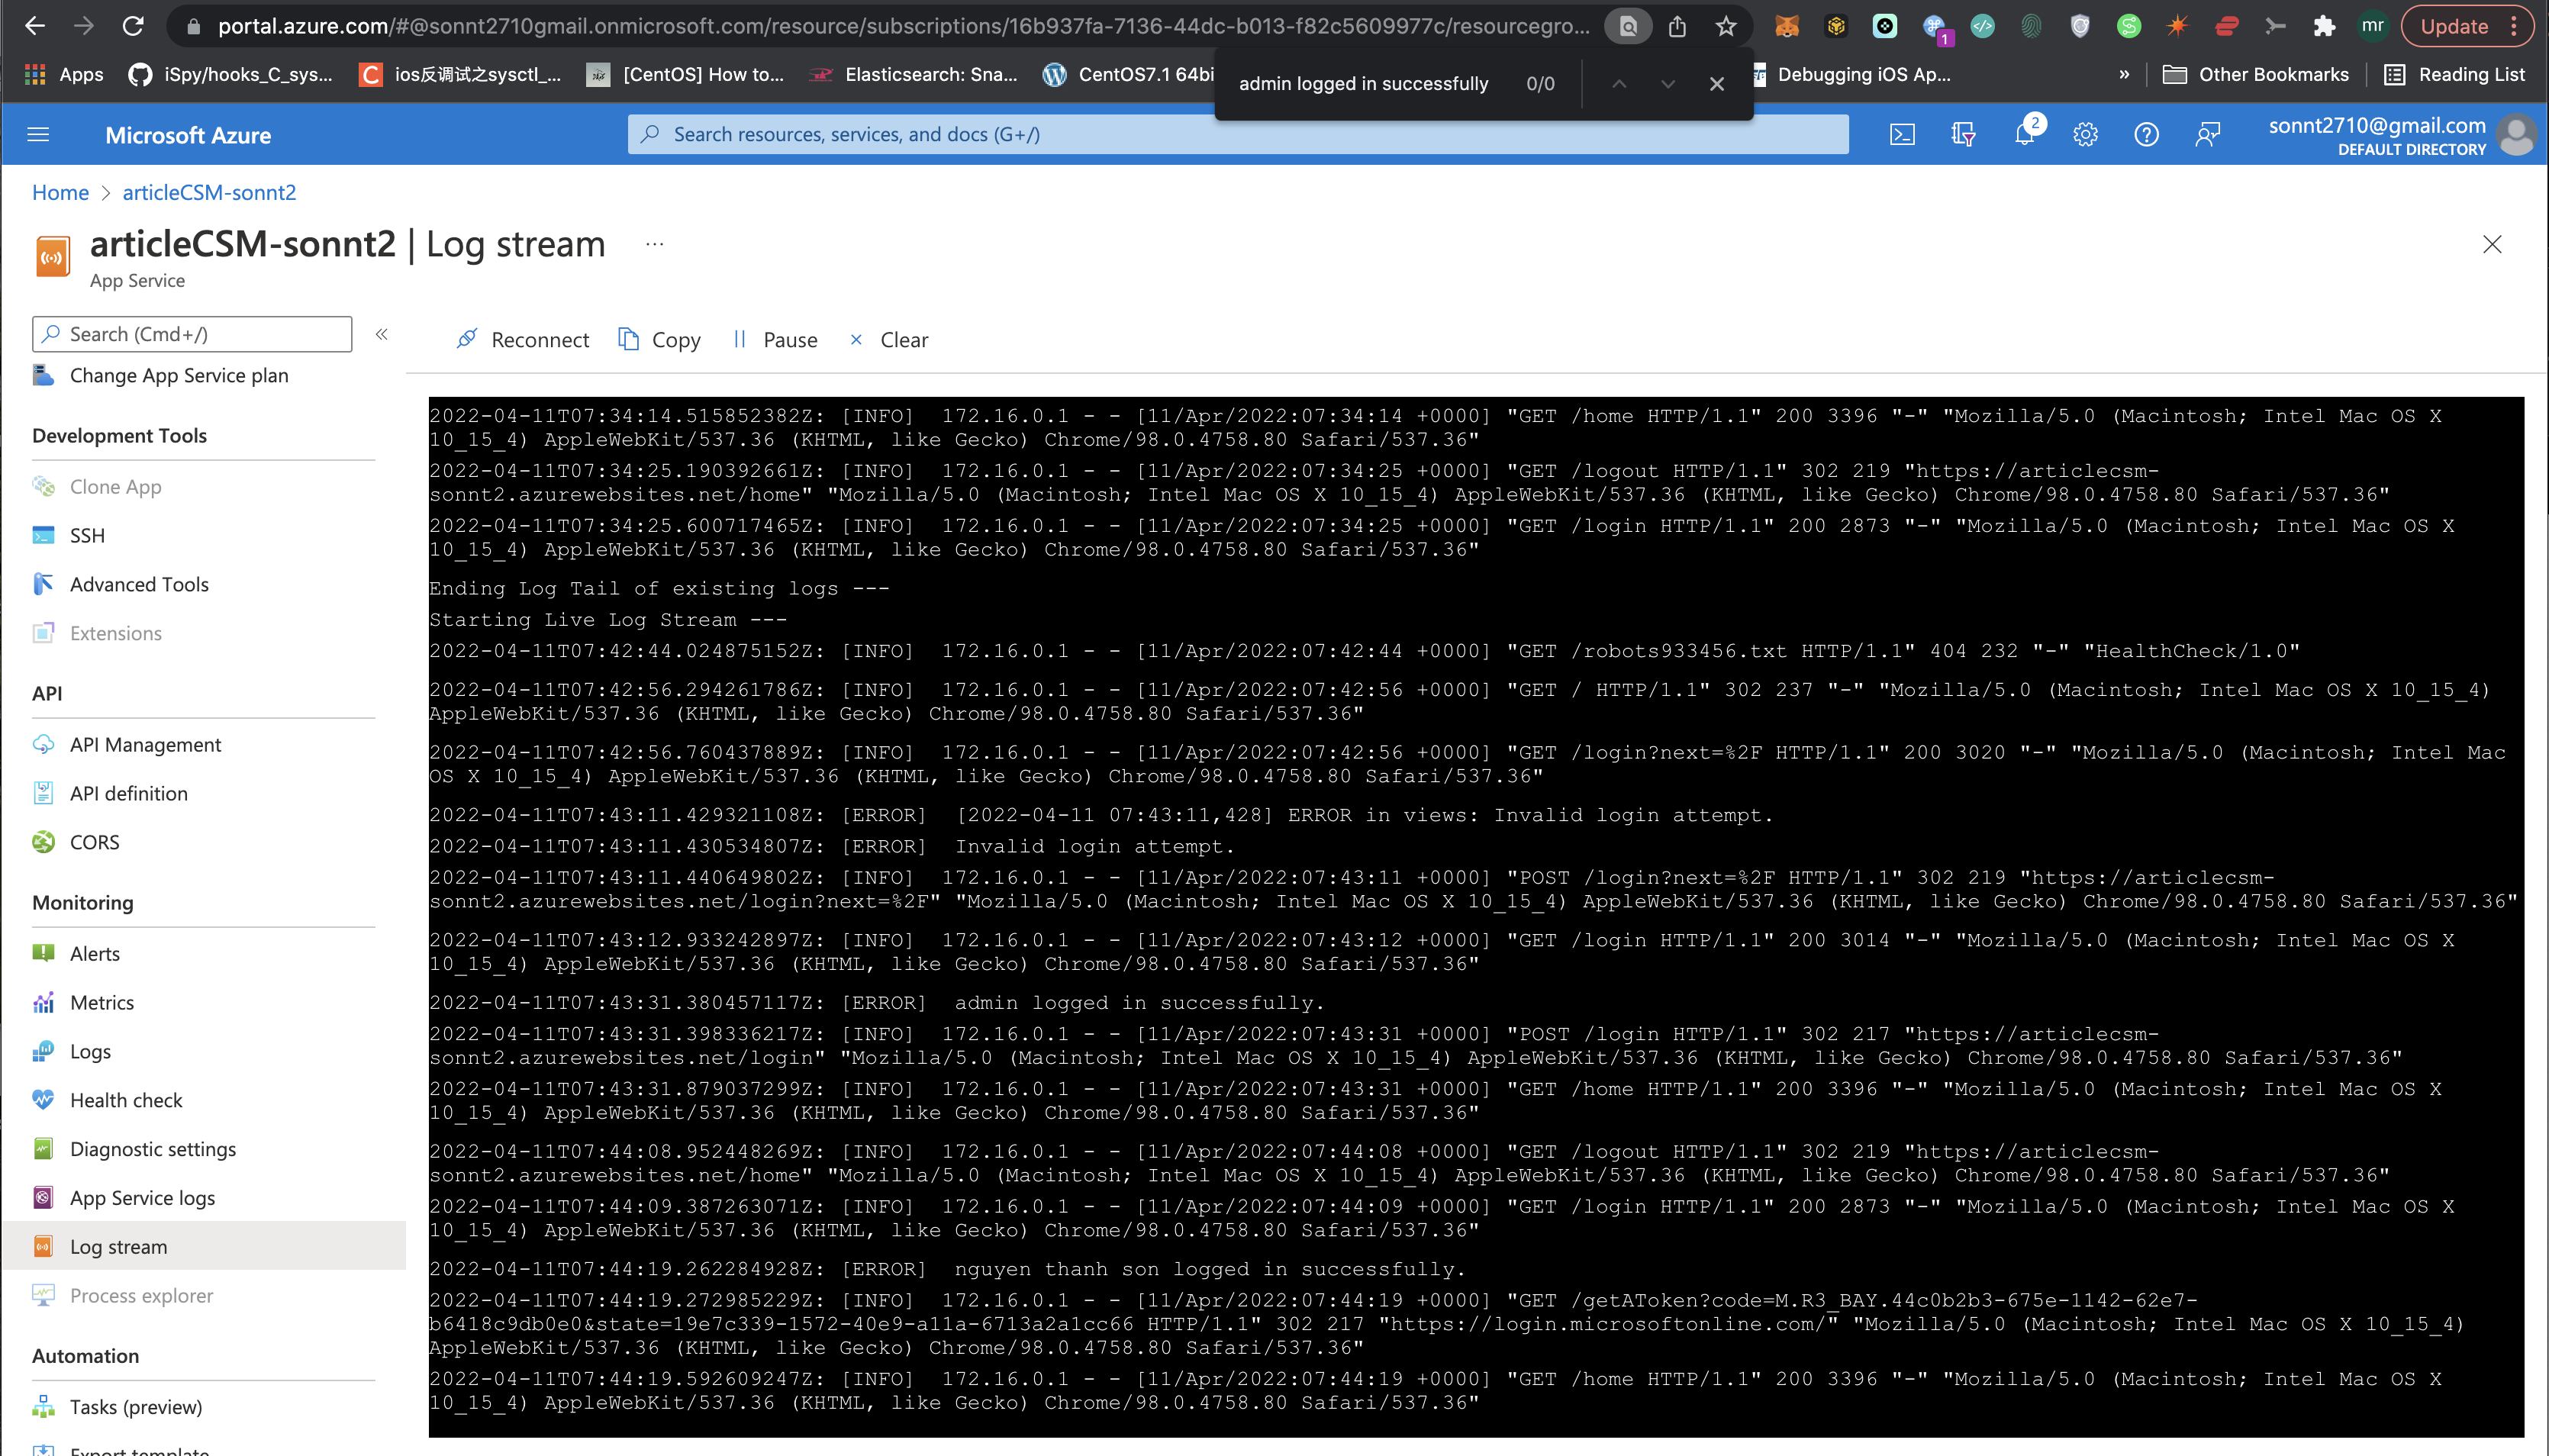 portal.azure.com/#@sonnt2710gmail.onmicrosoft.com/resource/subscriptions/16b937fa-7136-44dc-b013-f82c5609977c/resourcegro...
1
mr
Update
Apps
iSpy/hooks_C_sys...
ios反调试之sysctl_...
[CentOS] How to...
Elasticsearch: Sna...
CentOS7.1 64bi
Debugging iOS Ap...
»
Other Bookmarks
Reading List
admin logged in successfully
0/0
Microsoft Azure
Search resources, services, and docs (G+/)
2
sonnt2710@gmail.com
DEFAULT DIRECTORY
Home > articleCSM-sonnt2
articleCSM-sonnt2 | Log stream ...
App Service
Search (Cmd+/)
«
Reconnect
Copy
Pause
Clear
Change App Service plan
Development Tools
Clone App
SSH
Advanced Tools
Extensions
API
API Management
API definition
CORS
Monitoring
Alerts
Metrics
Logs
Health check
Diagnostic settings
App Service logs
Log stream
Process explorer
Automation
Tasks (preview)
Export template
2022-04-11T07:34:14.515852382Z: [INFO]  172.16.0.1 - - [11/Apr/2022:07:34:14 +0000] "GET /home HTTP/1.1" 200 3396 "-" "Mozilla/5.0 (Macintosh; Intel Mac OS X
10_15_4) AppleWebKit/537.36 (KHTML, like Gecko) Chrome/98.0.4758.80 Safari/537.36"
2022-04-11T07:34:25.190392661Z: [INFO]  172.16.0.1 - - [11/Apr/2022:07:34:25 +0000] "GET /logout HTTP/1.1" 302 219 "https://articlecsm-
sonnt2.azurewebsites.net/home" "Mozilla/5.0 (Macintosh; Intel Mac OS X 10_15_4) AppleWebKit/537.36 (KHTML, like Gecko) Chrome/98.0.4758.80 Safari/537.36"
2022-04-11T07:34:25.600717465Z: [INFO]  172.16.0.1 - - [11/Apr/2022:07:34:25 +0000] "GET /login HTTP/1.1" 200 2873 "-" "Mozilla/5.0 (Macintosh; Intel Mac OS X
10_15_4) AppleWebKit/537.36 (KHTML, like Gecko) Chrome/98.0.4758.80 Safari/537.36"
Ending Log Tail of existing logs ---
Starting Live Log Stream ---
2022-04-11T07:42:44.024875152Z: [INFO]  172.16.0.1 - - [11/Apr/2022:07:42:44 +0000] "GET /robots933456.txt HTTP/1.1" 404 232 "-" "HealthCheck/1.0"
2022-04-11T07:42:56.294261786Z: [INFO]  172.16.0.1 - - [11/Apr/2022:07:42:56 +0000] "GET / HTTP/1.1" 302 237 "-" "Mozilla/5.0 (Macintosh; Intel Mac OS X 10_15_4)
AppleWebKit/537.36 (KHTML, like Gecko) Chrome/98.0.4758.80 Safari/537.36"
2022-04-11T07:42:56.760437889Z: [INFO]  172.16.0.1 - - [11/Apr/2022:07:42:56 +0000] "GET /login?next=%2F HTTP/1.1" 200 3020 "-" "Mozilla/5.0 (Macintosh; Intel Mac
OS X 10_15_4) AppleWebKit/537.36 (KHTML, like Gecko) Chrome/98.0.4758.80 Safari/537.36"
2022-04-11T07:43:11.429321108Z: [ERROR]  [2022-04-11 07:43:11,428] ERROR in views: Invalid login attempt.
2022-04-11T07:43:11.430534807Z: [ERROR]  Invalid login attempt.
2022-04-11T07:43:11.440649802Z: [INFO]  172.16.0.1 - - [11/Apr/2022:07:43:11 +0000] "POST /login?next=%2F HTTP/1.1" 302 219 "https://articlecsm-
sonnt2.azurewebsites.net/login?next=%2F" "Mozilla/5.0 (Macintosh; Intel Mac OS X 10_15_4) AppleWebKit/537.36 (KHTML, like Gecko) Chrome/98.0.4758.80 Safari/537.36"
2022-04-11T07:43:12.933242897Z: [INFO]  172.16.0.1 - - [11/Apr/2022:07:43:12 +0000] "GET /login HTTP/1.1" 200 3014 "-" "Mozilla/5.0 (Macintosh; Intel Mac OS X
10_15_4) AppleWebKit/537.36 (KHTML, like Gecko) Chrome/98.0.4758.80 Safari/537.36"
2022-04-11T07:43:31.380457117Z: [ERROR]  admin logged in successfully.
2022-04-11T07:43:31.398336217Z: [INFO]  172.16.0.1 - - [11/Apr/2022:07:43:31 +0000] "POST /login HTTP/1.1" 302 217 "https://articlecsm-
sonnt2.azurewebsites.net/login" "Mozilla/5.0 (Macintosh; Intel Mac OS X 10_15_4) AppleWebKit/537.36 (KHTML, like Gecko) Chrome/98.0.4758.80 Safari/537.36"
2022-04-11T07:43:31.879037299Z: [INFO]  172.16.0.1 - - [11/Apr/2022:07:43:31 +0000] "GET /home HTTP/1.1" 200 3396 "-" "Mozilla/5.0 (Macintosh; Intel Mac OS X
10_15_4) AppleWebKit/537.36 (KHTML, like Gecko) Chrome/98.0.4758.80 Safari/537.36"
2022-04-11T07:44:08.952448269Z: [INFO]  172.16.0.1 - - [11/Apr/2022:07:44:08 +0000] "GET /logout HTTP/1.1" 302 219 "https://articlecsm-
sonnt2.azurewebsites.net/home" "Mozilla/5.0 (Macintosh; Intel Mac OS X 10_15_4) AppleWebKit/537.36 (KHTML, like Gecko) Chrome/98.0.4758.80 Safari/537.36"
2022-04-11T07:44:09.387263071Z: [INFO]  172.16.0.1 - - [11/Apr/2022:07:44:09 +0000] "GET /login HTTP/1.1" 200 2873 "-" "Mozilla/5.0 (Macintosh; Intel Mac OS X
10_15_4) AppleWebKit/537.36 (KHTML, like Gecko) Chrome/98.0.4758.80 Safari/537.36"
2022-04-11T07:44:19.262284928Z: [ERROR]  nguyen thanh son logged in successfully.
2022-04-11T07:44:19.272985229Z: [INFO]  172.16.0.1 - - [11/Apr/2022:07:44:19 +0000] "GET /getAToken?code=M.R3_BAY.44c0b2b3-675e-1142-62e7-
b6418c9db0e0&state=19e7c339-1572-40e9-a11a-6713a2a1cc66 HTTP/1.1" 302 217 "https://login.microsoftonline.com/" "Mozilla/5.0 (Macintosh; Intel Mac OS X 10_15_4)
AppleWebKit/537.36 (KHTML, like Gecko) Chrome/98.0.4758.80 Safari/537.36"
2022-04-11T07:44:19.592609247Z: [INFO]  172.16.0.1 - - [11/Apr/2022:07:44:19 +0000] "GET /home HTTP/1.1" 200 3396 "-" "Mozilla/5.0 (Macintosh; Intel Mac OS X
10_15_4) AppleWebKit/537.36 (KHTML, like Gecko) Chrome/98.0.4758.80 Safari/537.36"